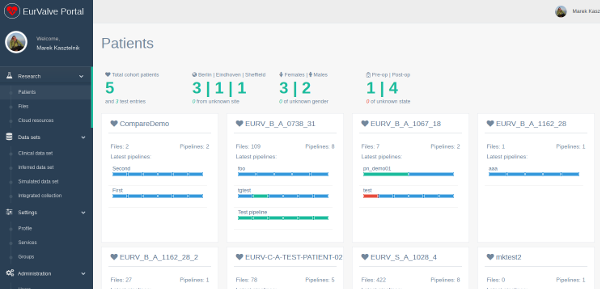 EurValve Portal
Marek Kasz
Welcome,
Marek Kasztelnik
Research
Patients
Files
Cloud resources
Data sets
Clinical data set
Inferred data set
Simulated data set
Integrated collection
Settings
Profile
Services
Groups
Administration
Patients
Total cohort patients
5
and 3 test entries
Berlin | Eindhoven | Sheffield
3 | 1 | 1
0 from unknown site
Females | Males
3 | 2
0 of unknown gender
Pre-op | Post-op
1 | 4
0 of unknown state
CompareDemo
Files: 2 Pipelines: 2
Latest pipelines:
Second
First
EURV_B_A_0738_31
Files: 109 Pipelines: 8
Latest pipelines:
foo
tgtest
Test pipeline
EURV_B_A_1067_18
Files: 7 Pipelines: 2
Latest pipelines:
pn_demo01
test
EURV_B_A_1162_28
Files: 1 Pipelines: 1
Latest pipelines:
aaa
EURV_B_A_1162_28_2
Files: 27 Pipelines: 1
EURV-C-A-TEST-PATIENT-02
Files: 78 Pipelines: 5
EURV_S_A_1028_4
Files: 422 Pipelines: 8
mktest2
Files: 0 Pipelines: 1